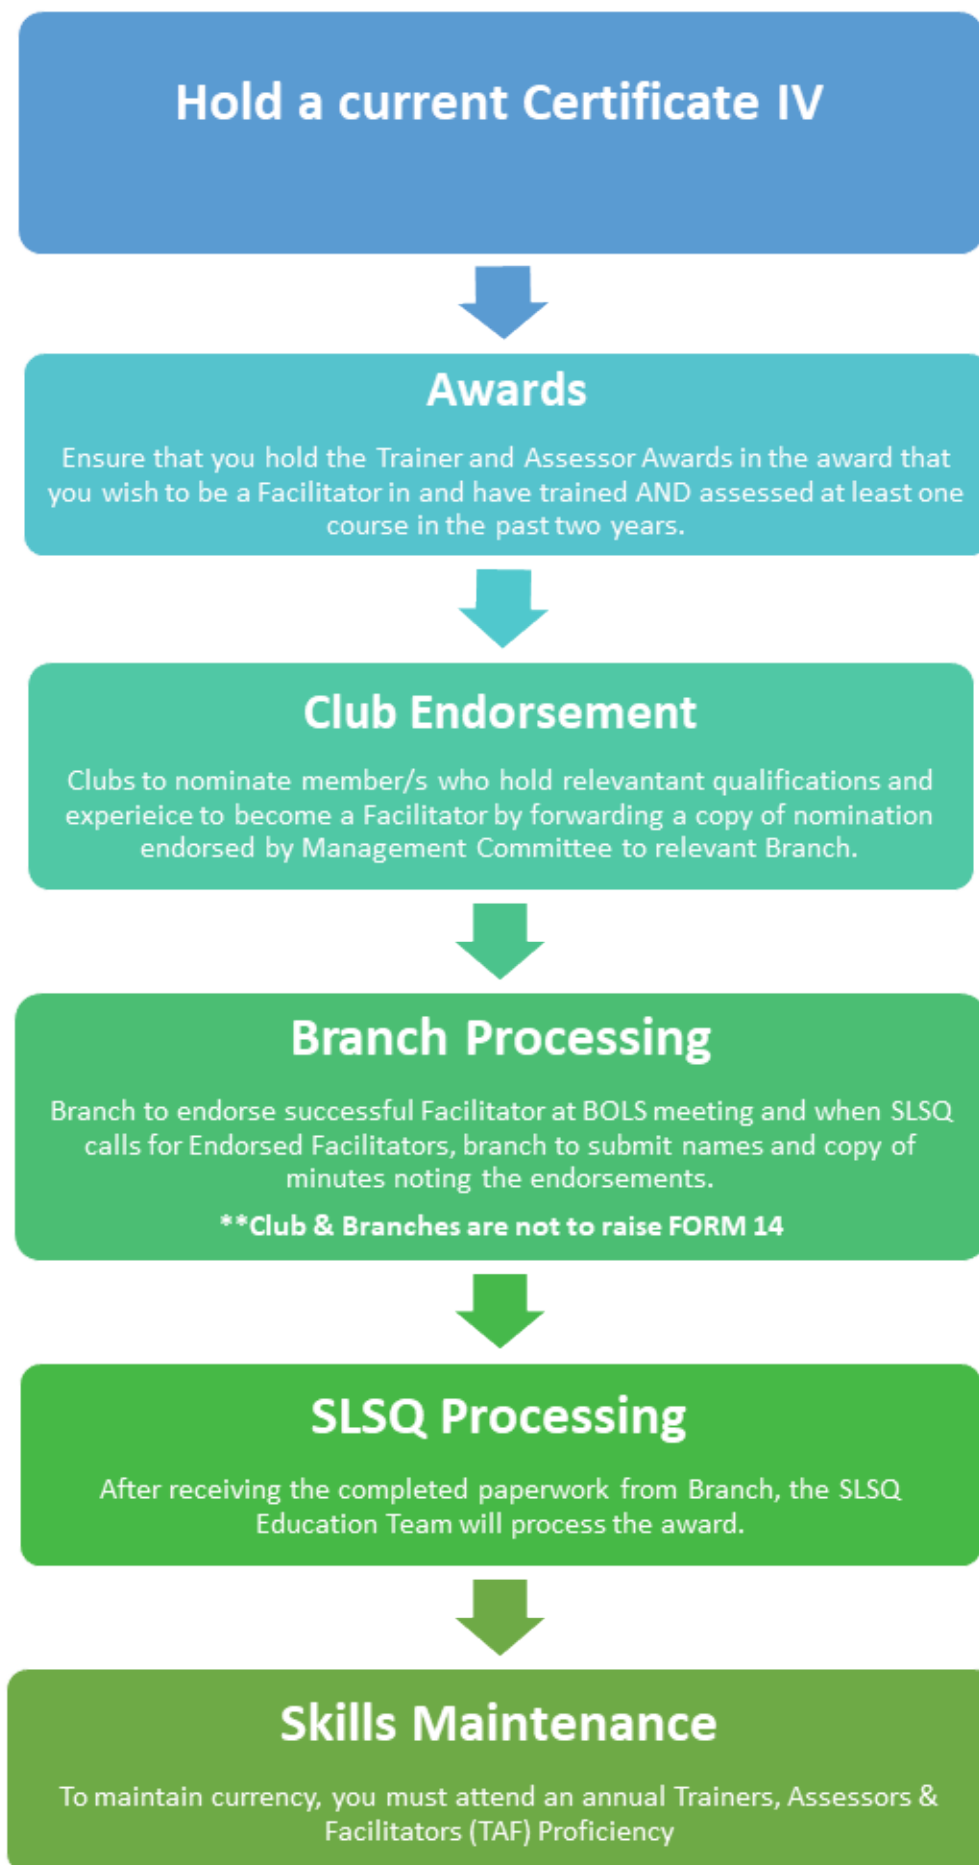 Hold a current Certificate IV
Awards
Ensure that you hold the Trainer and Assessor Awards in the award that
you wish to be a Facilitator in and have trained AND assessed at least one
course in the past two years.
Club Endorsement
Clubs to nominate member/s who hold relevantant qualifications and
experieice to become a Facilitator by forwarding a copy of nomination
endorsed by Management Committee to relevant Branch.
Branch Processing
Branch to endorse successful Facilitator at BOLS meeting and when SLSQ
calls for Endorsed Facilitators, branch to submit names and copy of
minutes noting the endorsements.
**Club & Branches are not to raise FORM 14
SLSQ Processing
After receiving the completed paperwork from Branch, the SLSQ
Education Team will process the award.
Skills Maintenance
To maintain currency, you must attend an annual Trainers, Assessors &
Facilitators (TAF) Proficiency